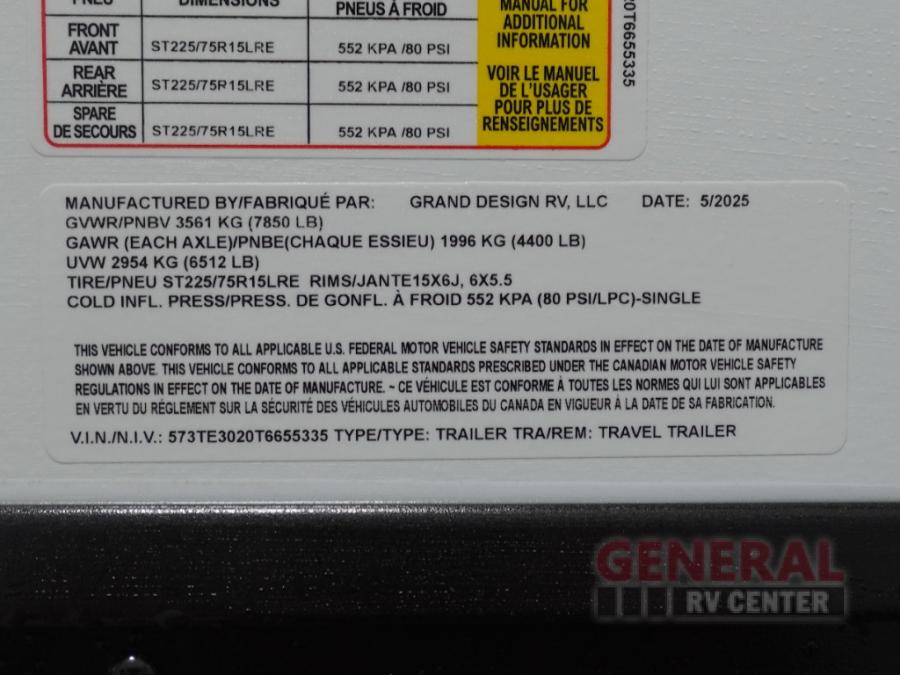 PNEU DIMENSIONS PNEUS À FROID
FRONT
AVANT ST225/75R15LRE 552 KPA /80 PSI
REAR
ARRIÈRE ST225/75R15LRE 552 KPA /80 PSI
SPARE
DE SECOURS ST225/75R15LRE 552 KPA /80 PSI
MANUAL FOR
ADDITIONAL
INFORMATION
VOIR LE MANUEL
DE L'USAGER
POUR PLUS DE
RENSEIGNEMENTS
20T6655335
MANUFACTURED BY/FABRIQUÉ PAR: GRAND DESIGN RV, LLC DATE: 5/2025
GVWR/PNBV 3561 KG (7850 LB)
GAWR (EACH AXLE)/PNBE(CHAQUE ESSIEU) 1996 KG (4400 LB)
UVW 2954 KG (6512 LB)
TIRE/PNEU ST225/75R15LRE RIMS/JANTE15X6J, 6X5.5
COLD INFL. PRESS/PRESS. DE GONFL. À FROID 552 KPA (80 PSI/LPC)-SINGLE
THIS VEHICLE CONFORMS TO ALL APPLICABLE U.S. FEDERAL MOTOR VEHICLE SAFETY STANDARDS IN EFFECT ON THE DATE OF MANUFACTURE
SHOWN ABOVE. THIS VEHICLE CONFORMS TO ALL APPLICABLE STANDARDS PRESCRIBED UNDER THE CANADIAN MOTOR VEHICLE SAFETY
REGULATIONS IN EFFECT ON THE DATE OF MANUFACTURE. ~ CE VÉHICULE EST CONFORME À TOUTES LES NORMES QUI LUI SONT APPLICABLES
EN VERTU DU RÉGLEMENT SUR LA SÉCURITÉ DES VÉHICULES AUTOMOBILES DU CANADA EN VIGUEUR À LA DATE DE SA FABRICATION.
V.I.N./N.I.V.: 573TE3020T6655335 TYPE/TYPE: TRAILER TRA/REM: TRAVEL TRAILER
GENERAL
RV CENTER